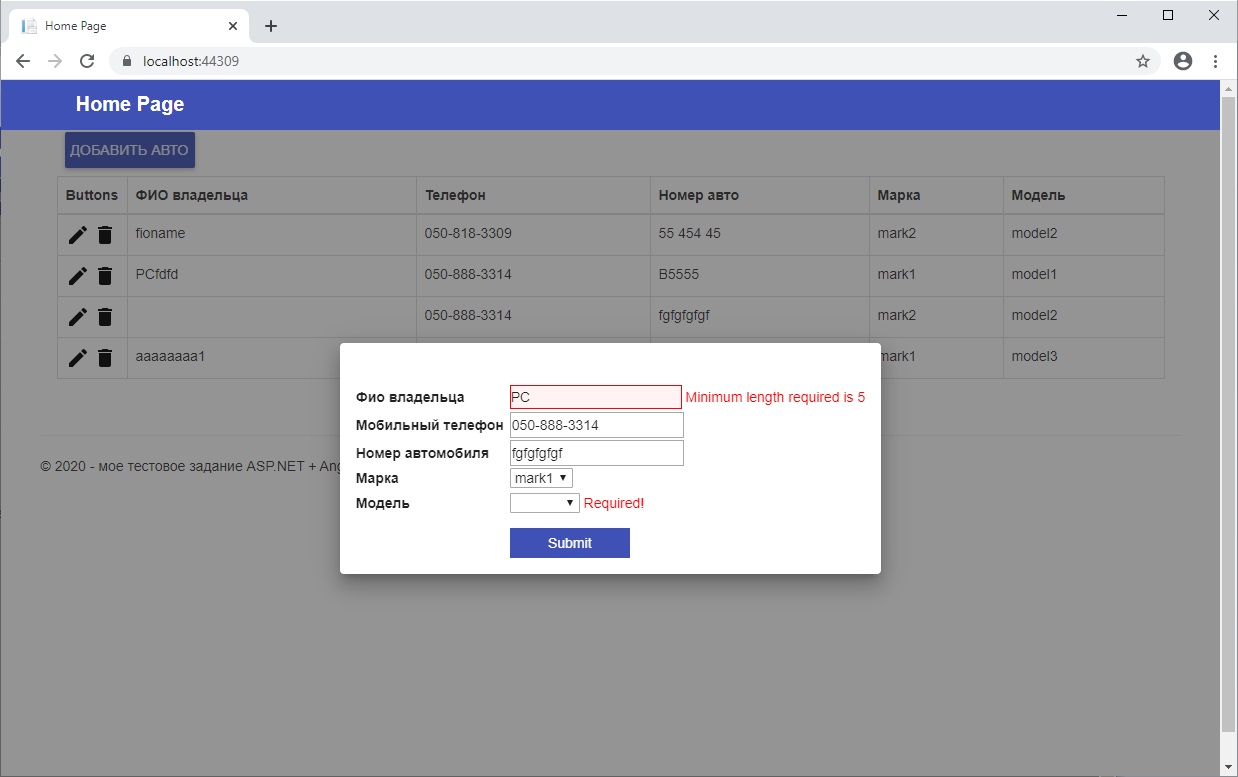 Home Page
localhost:44309
Home Page
ДОБАВИТЬ АВТО
Buttons ФИО владельца Телефон Номер авто Марка Модель
fioname 050-818-3309 55 454 45 mark2 model2
PCfdfd 050-888-3314 B5555 mark1 model1
050-888-3314 fgfgfgfgf mark2 model2
aaaaaaaa1 mark1 model3
Фио владельца PC Minimum length required is 5
Мобильный телефон 050-888-3314
Номер автомобиля fgfgfgfgf
Марка mark1
Модель Required!
Submit
© 2020 - мое тестовое задание ASP.NET + Ang